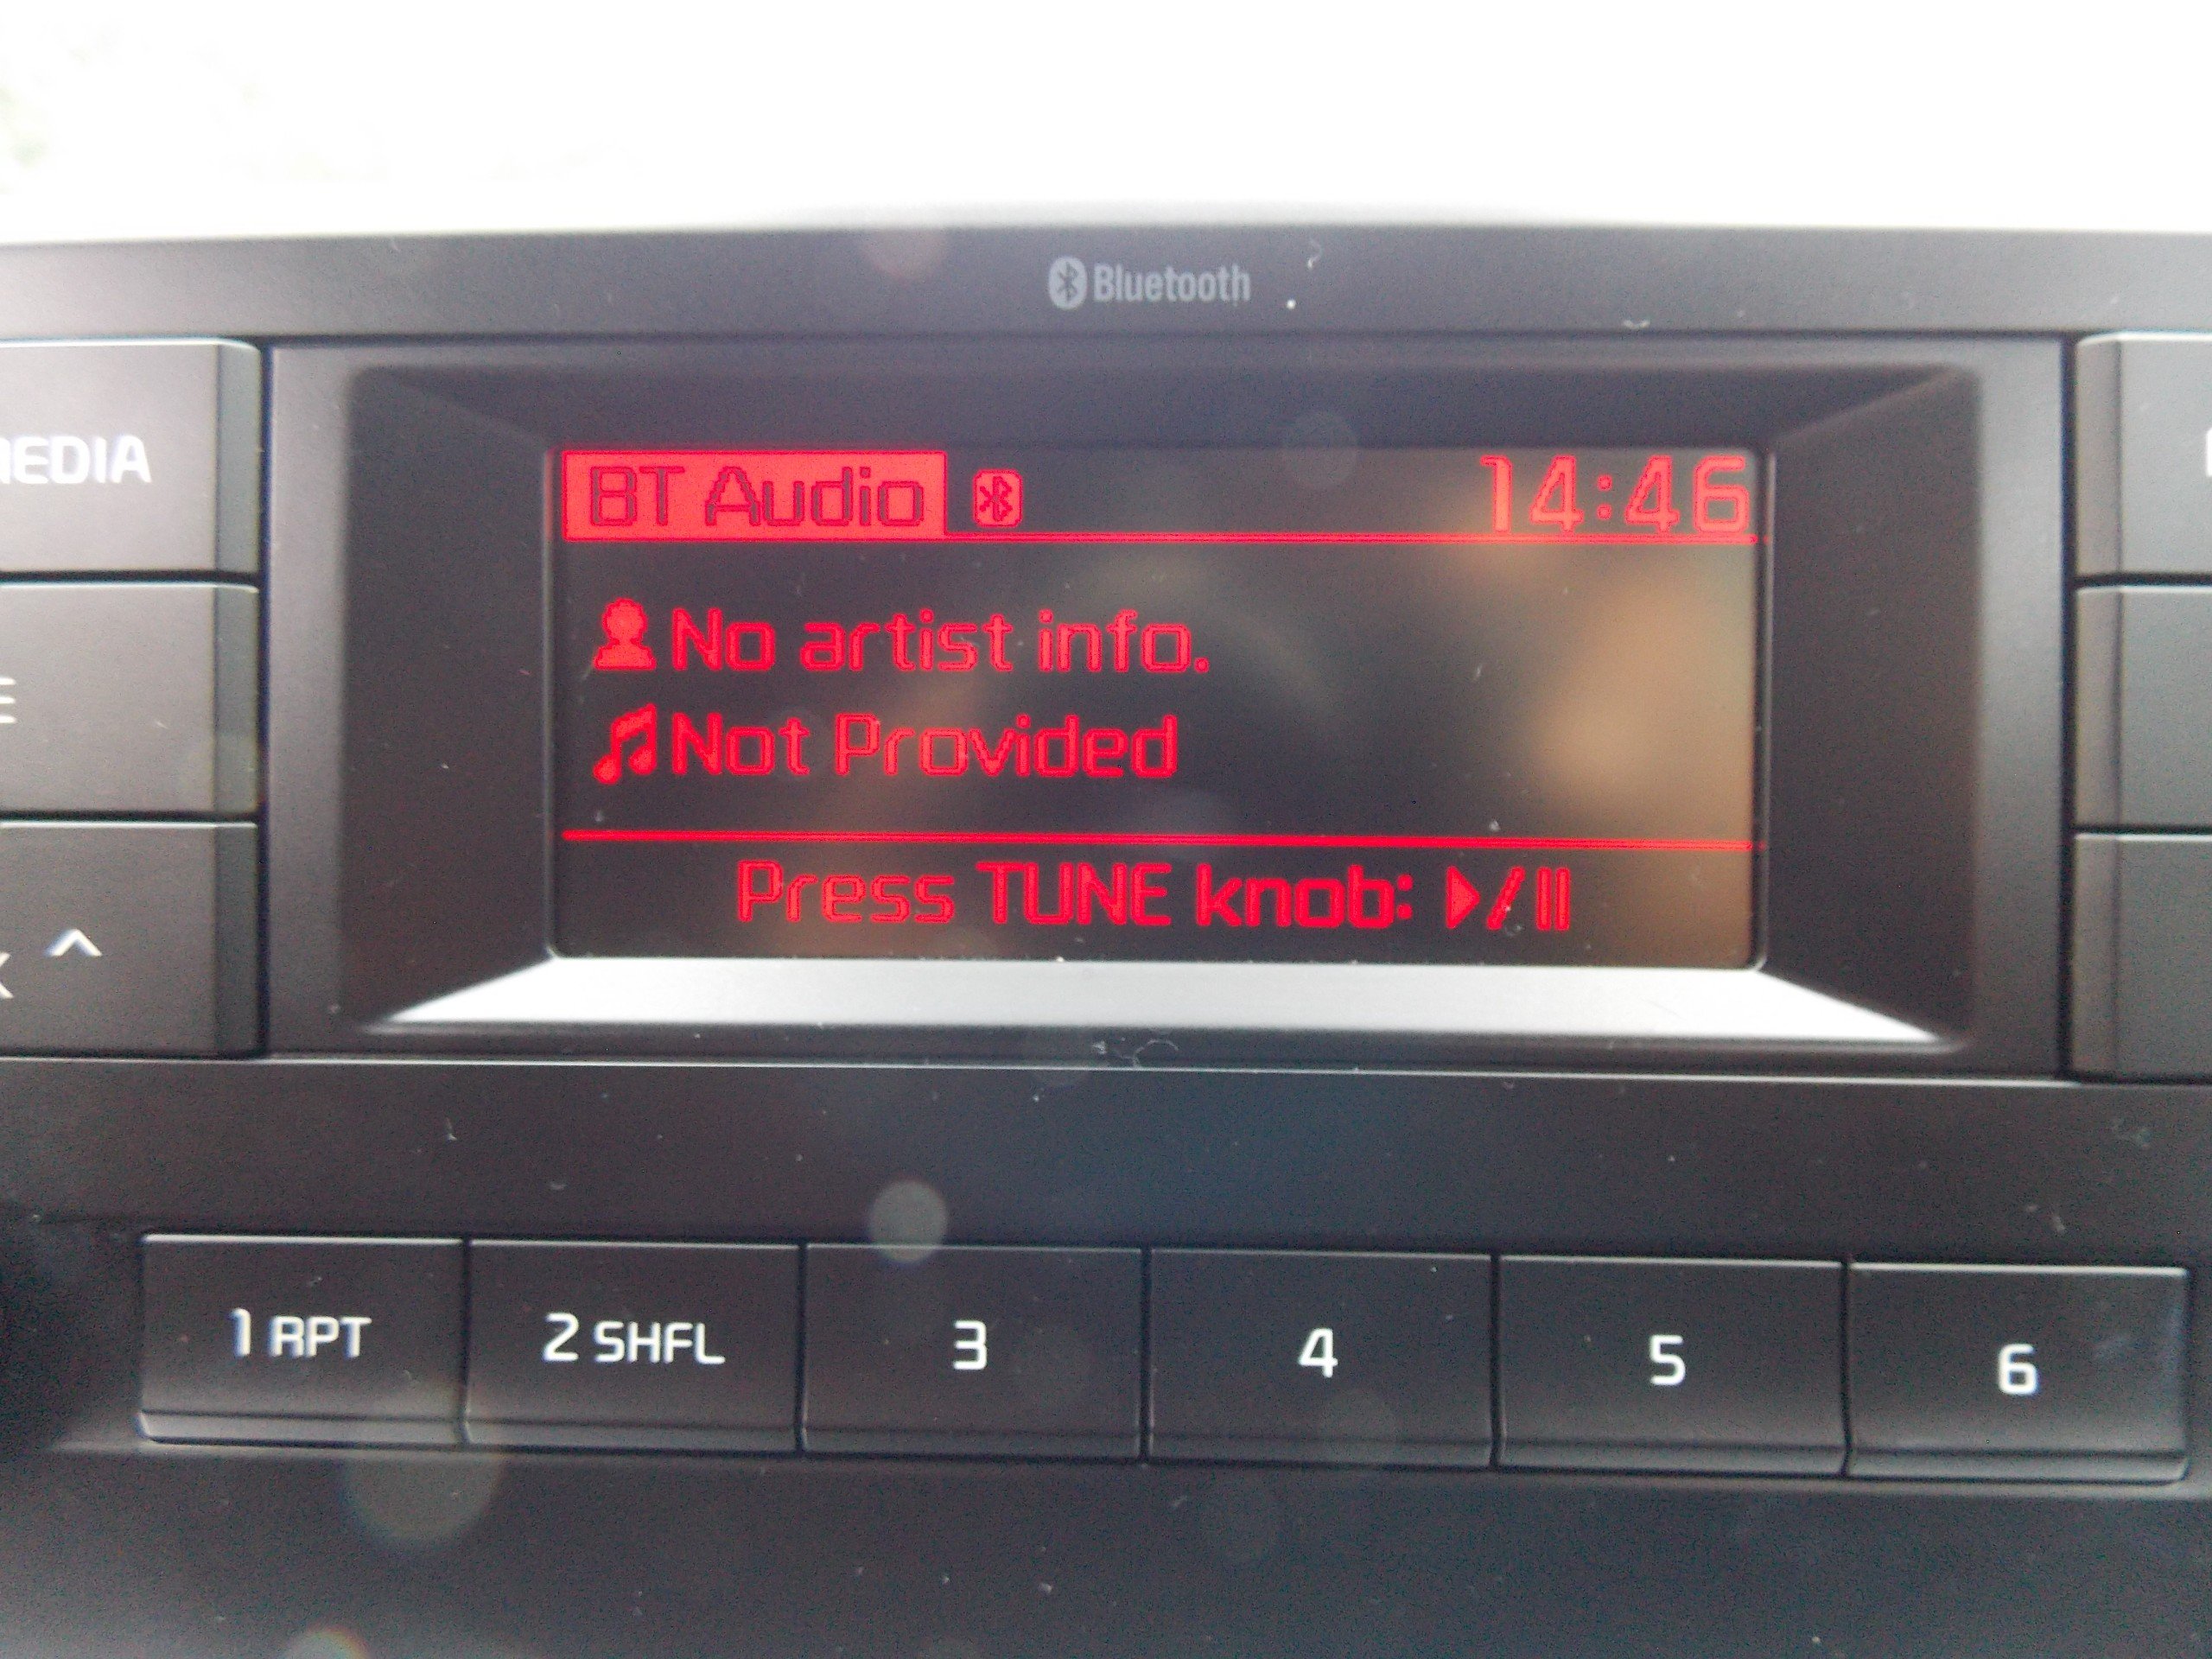 Bluetooth
BT Audio 14:46
No artist info.
Not Provided
Press TUNE knob: ▶/II
1 RPT 2 SHFL 3 4 5 6